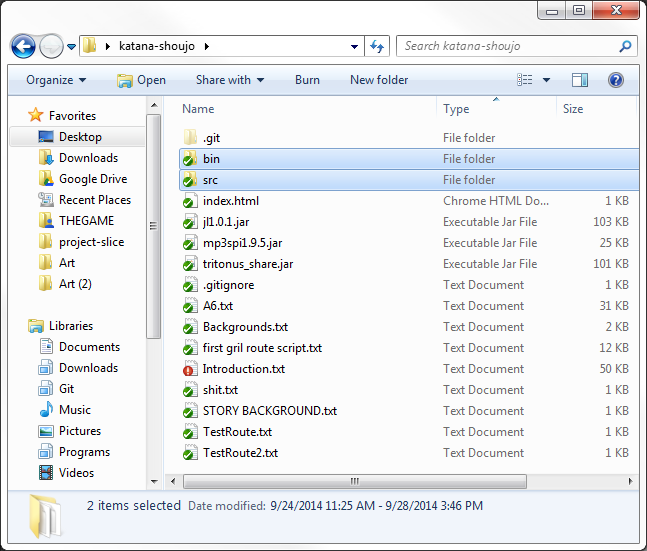 katana-shoujo
Search katana-shoujo
Organize Open Share with Burn New folder
Name Type Size
Favorites
Desktop
Downloads
Google Drive
Recent Places
THEGAME
project-slice
Art
Art (2)
Libraries
Documents
Downloads
Git
Music
Pictures
Programs
Videos
.git File folder
bin File folder
src File folder
index.html Chrome HTML Do... 1 KB
jl1.0.1.jar Executable Jar File 103 KB
mp3spi1.9.5.jar Executable Jar File 25 KB
tritonus_share.jar Executable Jar File 101 KB
.gitignore Text Document 1 KB
A6.txt Text Document 31 KB
Backgrounds.txt Text Document 2 KB
first gril route script.txt Text Document 12 KB
Introduction.txt Text Document 50 KB
shit.txt Text Document 1 KB
STORY BACKGROUND.txt Text Document 1 KB
TestRoute.txt Text Document 1 KB
TestRoute2.txt Text Document 1 KB
2 items selected Date modified: 9/24/2014 11:25 AM - 9/28/2014 3:46 PM